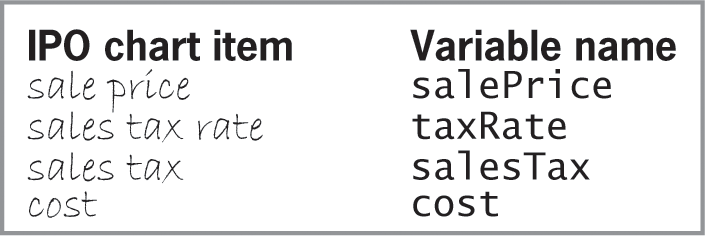 IPO chart item Variable name
sale price salePrice
sales tax rate taxRate
sales tax salesTax
cost cost